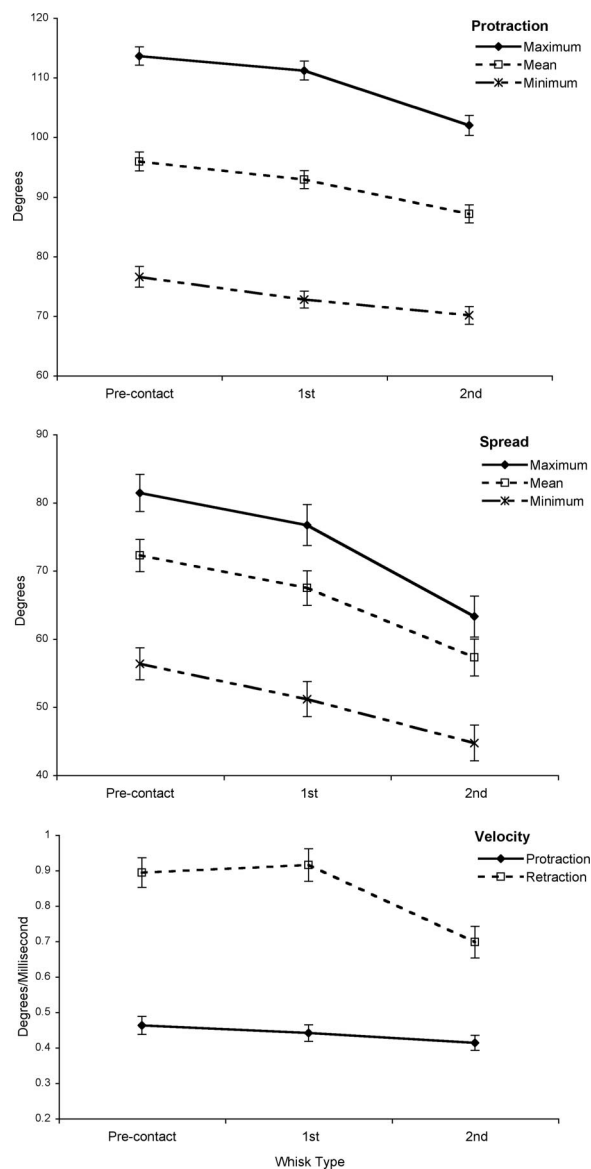 Protraction
Maximum
Mean
Minimum
120
110
100
90
80
70
60
Degrees
Pre-contact
1st
2nd
Spread
Maximum
Mean
Minimum
90
80
70
60
50
40
Degrees
Pre-contact
1st
2nd
Velocity
Protraction
Retraction
1
0.9
0.8
0.7
0.6
0.5
0.4
0.3
0.2
Degrees/Millisecond
Pre-contact
1st
2nd
Whisk Type